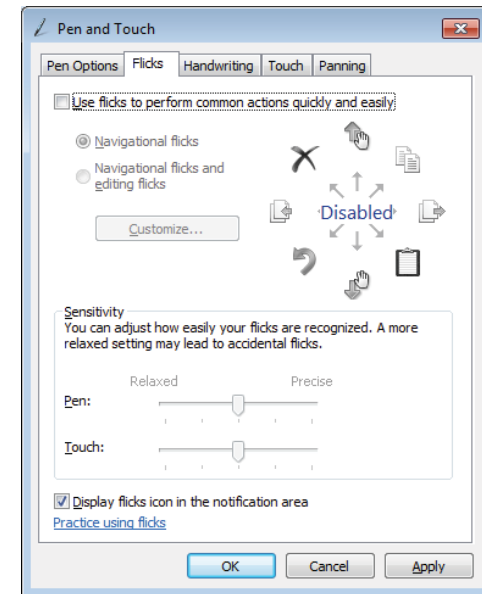 Pen and Touch
Pen Options Flicks Handwriting Touch Panning
Use flicks to perform common actions quickly and easily
Navigational flicks
Navigational flicks and
editing flicks
Customize...
Disabled
Sensitivity
You can adjust how easily your flicks are recognized. A more
relaxed setting may lead to accidental flicks.
Relaxed Precise
Pen:
Touch:
Display flicks icon in the notification area
Practice using flicks
OK Cancel Apply